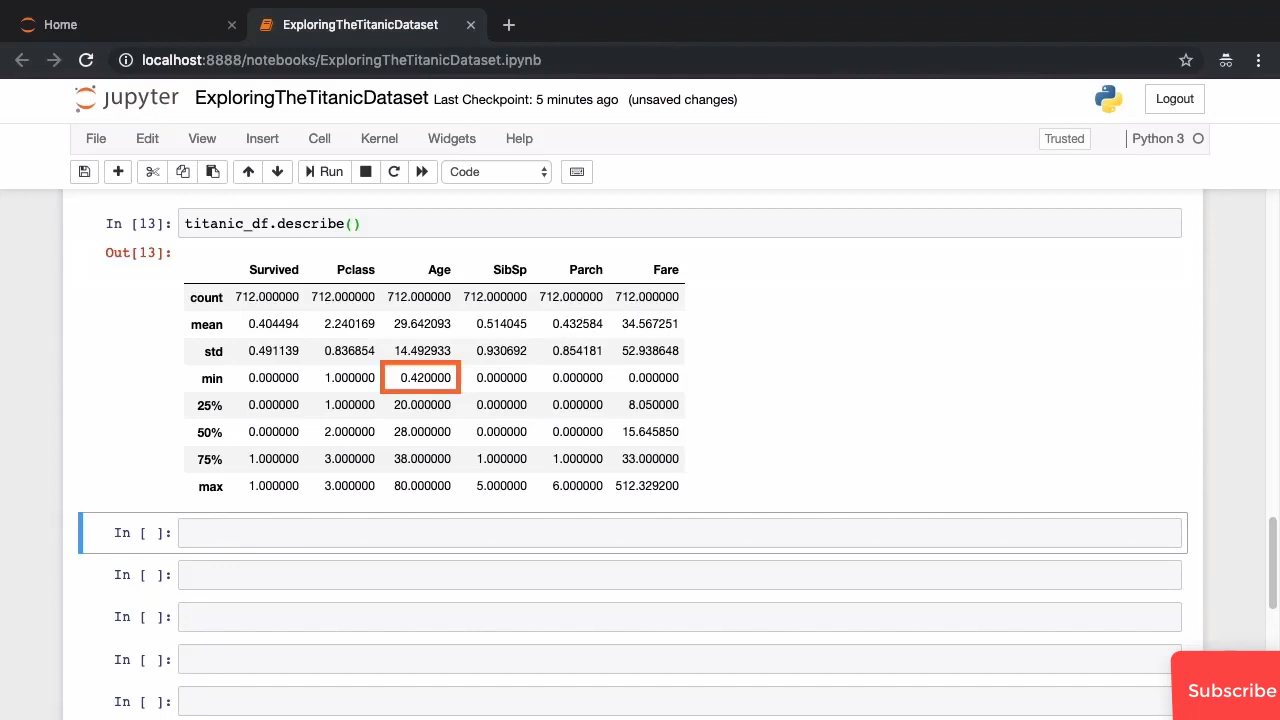 Home
ExploringTheTitanicDataset
localhost:8888/notebooks/ExploringTheTitanicDataset.ipynb
jupyter ExploringTheTitanicDataset Last Checkpoint: 5 minutes ago (unsaved changes) Logout
File Edit View Insert Cell Kernel Widgets Help Trusted Python 3
Run Code
In [13]: titanic_df.describe()
Out[13]:
Survived Pclass Age SibSp Parch Fare
count 712.000000 712.000000 712.000000 712.000000 712.000000 712.000000
mean 0.404494 2.240169 29.642093 0.514045 0.432584 34.567251
std 0.491139 0.836854 14.492933 0.930692 0.854181 52.938648
min 0.000000 1.000000 0.420000 0.000000 0.000000 0.000000
25% 0.000000 1.000000 20.000000 0.000000 0.000000 8.050000
50% 0.000000 2.000000 28.000000 0.000000 0.000000 15.645850
75% 1.000000 3.000000 38.000000 1.000000 1.000000 33.000000
max 1.000000 3.000000 80.000000 5.000000 6.000000 512.329200
In [ ]:
In [ ]:
In [ ]:
In [ ]:
In [ ]:
Subscribe